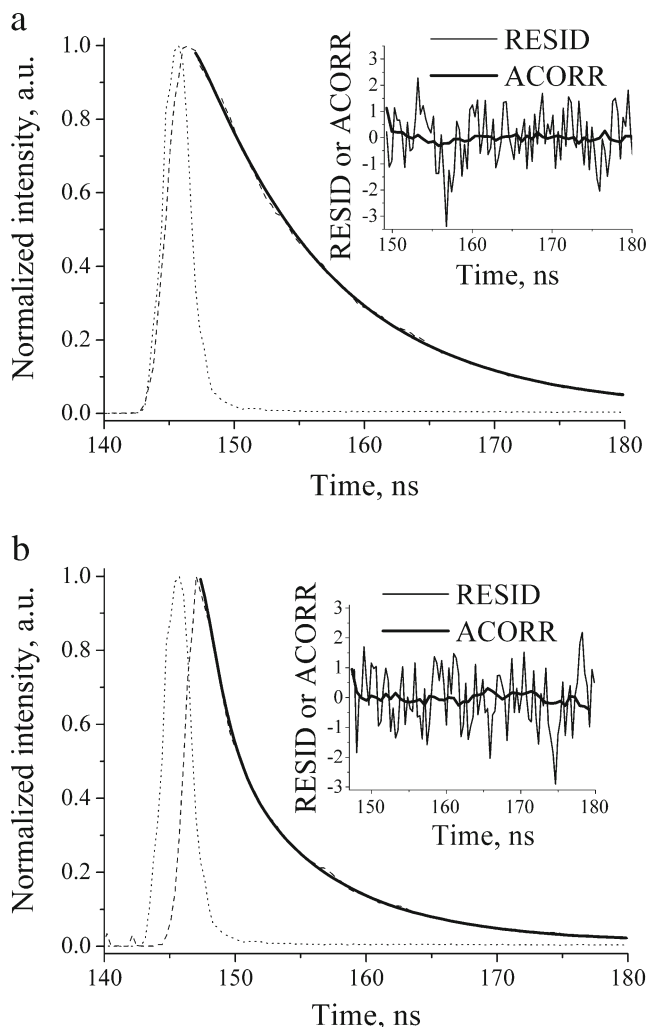 a
1.0
0.8
0.6
0.4
0.2
0.0
Normalized intensity, a.u.
140 150 160 170 180
Time, ns
3
2
1
0
-1
-2
-3
RESID or ACORR
RESID
ACORR
150 160 170 180
Time, ns
b
1.0
0.8
0.6
0.4
0.2
0.0
Normalized intensity, a.u.
140 150 160 170 180
Time, ns
3
2
1
0
-1
-2
-3
RESID or ACORR
RESID
ACORR
150 160 170 180
Time, ns